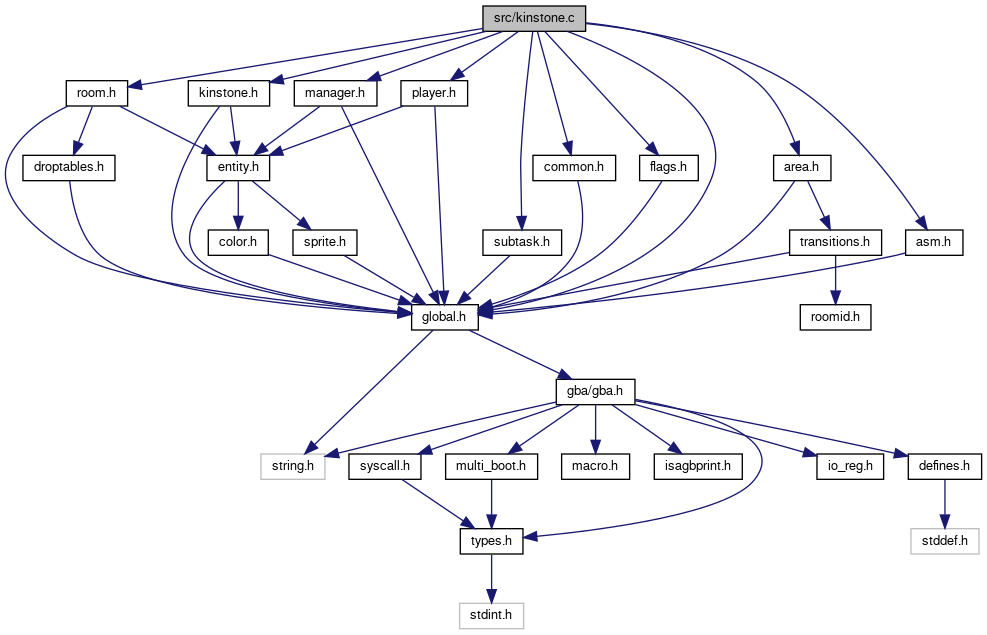 src/kinstone.c
room.h
kinstone.h
manager.h
player.h
droptables.h
entity.h
common.h
flags.h
area.h
color.h
sprite.h
subtask.h
transitions.h
asm.h
global.h
roomid.h
gba/gba.h
string.h
syscall.h
multi_boot.h
macro.h
isagbprint.h
io_reg.h
defines.h
types.h
stddef.h
stdint.h